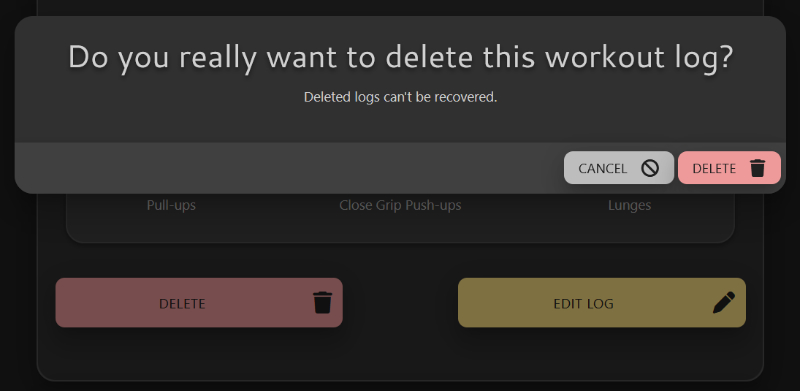 Do you really want to delete this workout log?
Deleted logs can't be recovered.
CANCEL DELETE
Pull-ups Close Grip Push-ups Lunges
DELETE EDIT LOG